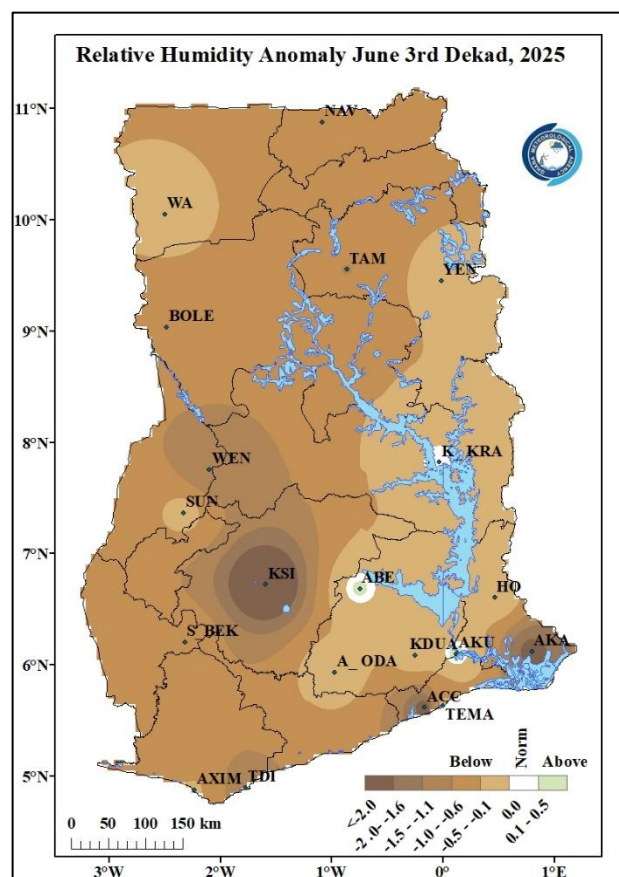 Relative Humidity Anomaly June 3rd Dekad, 2025
11°N
NAV
GHANA METEOROLOGICAL AGENCY
WA
10°N
TAM
YEN
BOLE
9°N
8°N
K_KRA
WEN
SUN
7°N
KSI
ABE
HO
S_BEK
AKA
6°N
A_ODA
KDUA
AKU
ACC
TEMA
Below
Norm
Above
5°N
AXIM
TDI
<-2.0
-2.0 - -1.6
-1.5 - -1.1
-1.0 - -0.6
-0.5 - -0.1
0.0
0.1 - 0.5
0 50 100 150 km
3°W 2°W 1°W 0° 1°E